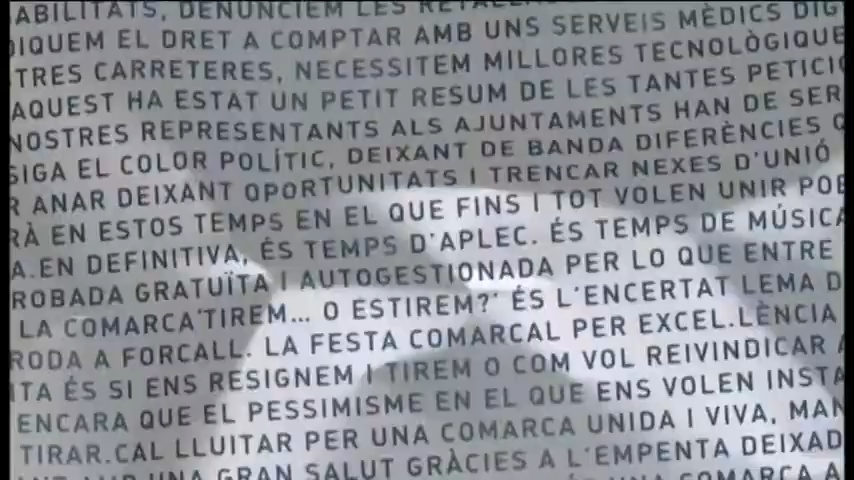 ABILITATS, DENUNCIEM LES
DIQUEM EL DRET A COMPTAR AMB UNS SERVEIS MÈDICS DIG
TRES CARRETERES, NECESSITEM MILLORES TECNOLÒGIQUE
AQUEST HA ESTAT UN PETIT RESUM DE LES TANTES PETICI
NOSTRES REPRESENTANTS ALS AJUNTAMENTS HAN DE SER
SIGA EL COLOR POLÍTIC, DEIXANT DE BANDA DIFERÈNCIES
R ANAR DEIXANT OPORTUNITATS I TRENCAR NEXES D'UNIÓ
RÀ EN ESTOS TEMPS EN EL QUE FINS I TOT VOLEN UNIR POB
A.EN DEFINITIVA, ÉS TEMPS D'APLEC. ÉS TEMPS DE MÚSICA
ROBADA GRATUÏTA I AUTOGESTIONADA PER LO QUE ENTRE
LA COMARCA'TIREM... O ESTIREM?' ÉS L'ENCERTAT LEMA D
RODA A FORCALL. LA FESTA COMARCAL PER EXCEL.LÈNCIA
ITA ÉS SI ENS RESIGNEM I TIREM O COM VOL REIVINDICAR
ENCARA QUE EL PESSIMISME EN EL QUE ENS VOLEN INSTA
TIRAR.CAL LLUITAR PER UNA COMARCA UNIDA I VIVA, MAN
UNA GRAN SALUT GRÀCIES A L'EMPENTA DEIXAD
UNA COMARCA A